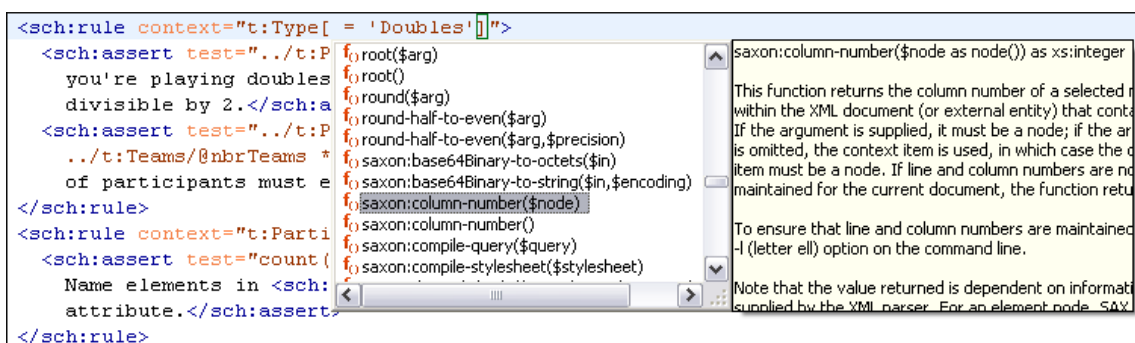 <sch:rule context="t:Type[ = 'Doubles']">
<sch:assert test="../t:P
you're playing doubles
divisible by 2.</sch:a
<sch:assert test="../t:P
../t:Teams/@nbrTeams *
of participants must e
</sch:rule>
<sch:rule context="t:Parti
<sch:assert test="count(
Name elements in <sch:
attribute.</sch:assert>
</sch:rule>
f() root($arg)
f() root()
f() round($arg)
f() round-half-to-even($arg)
f() round-half-to-even($arg,$precision)
f() saxon:base64Binary-to-octets($in)
f() saxon:base64Binary-to-string($in,$encoding)
f() saxon:column-number($node)
f() saxon:column-number()
f() saxon:compile-query($query)
f() saxon:compile-stylesheet($stylesheet)
saxon:column-number($node as node()) as xs:integer
This function returns the column number of a selected
within the XML document (or external entity) that conta
If the argument is supplied, it must be a node; if the ar
is omitted, the context item is used, in which case the
item must be a node. If line and column numbers are no
maintained for the current document, the function retu
To ensure that line and column numbers are maintained
-l (letter ell) option on the command line.
Note that the value returned is dependent on informati
supplied by the XML parser. For an element node, SAX